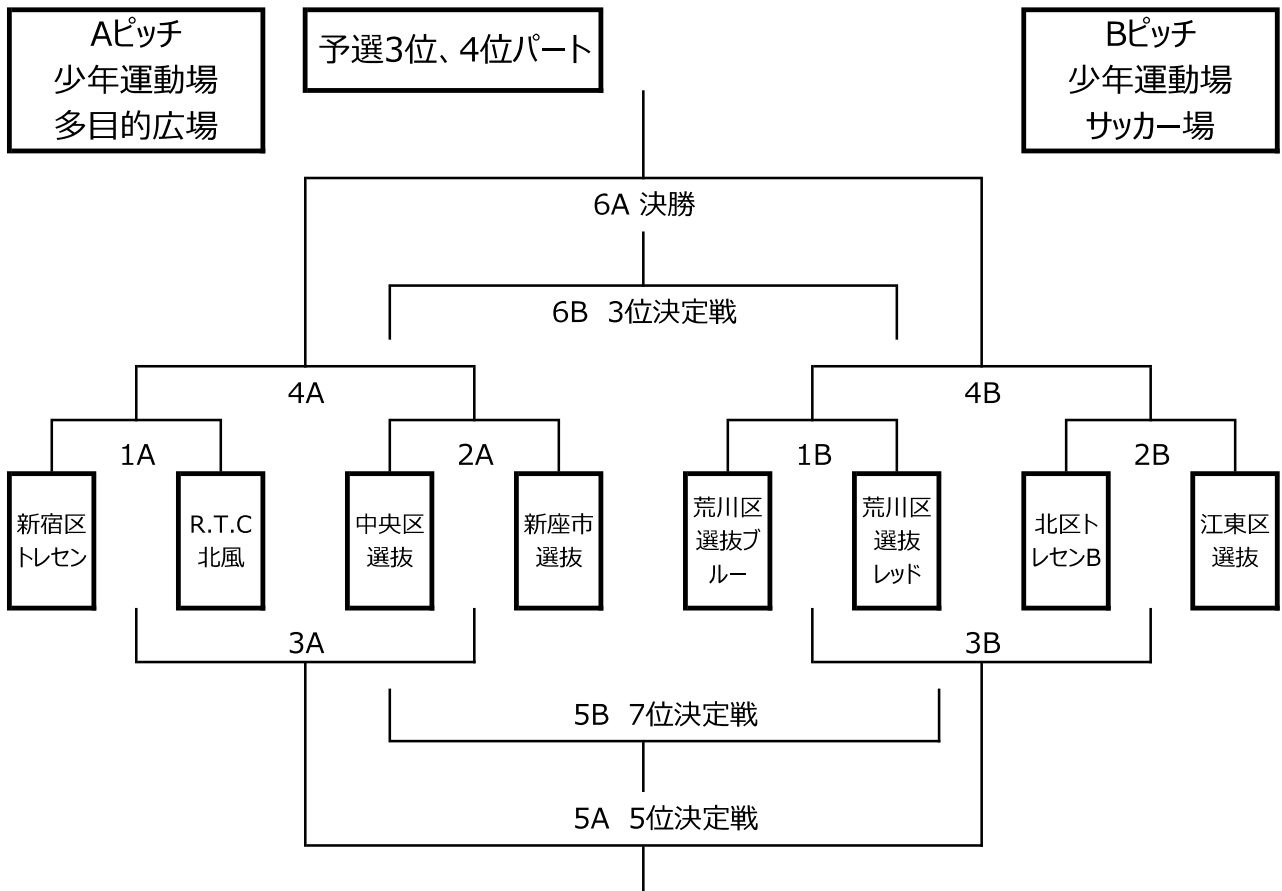 Aピッチ
少年運動場
多目的広場
予選3位、4位パート
Bピッチ
少年運動場
サッカー場
6A 決勝
6B 3位決定戦
4A
4B
1A
2A
1B
2B
新宿区
トレセン
R.T.C
北風
中央区
選抜
新座市
選抜
荒川区
選抜ブ
ルー
荒川区
選抜
レッド
北区ト
レセンB
江東区
選抜
3A
3B
5B 7位決定戦
5A 5位決定戦